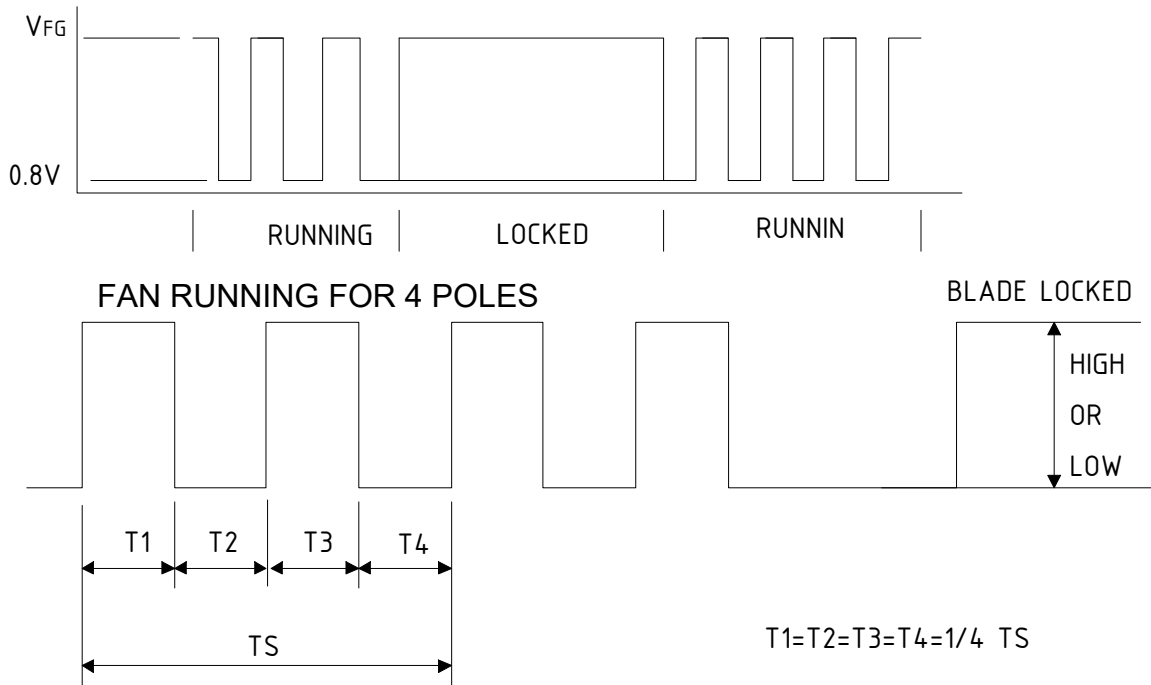 VFG
0.8V
RUNNING LOCKED RUNNIN
FAN RUNNING FOR 4 POLES
BLADE LOCKED
HIGH
OR
LOW
T1 T2 T3 T4
TS
T1=T2=T3=T4=1/4 TS